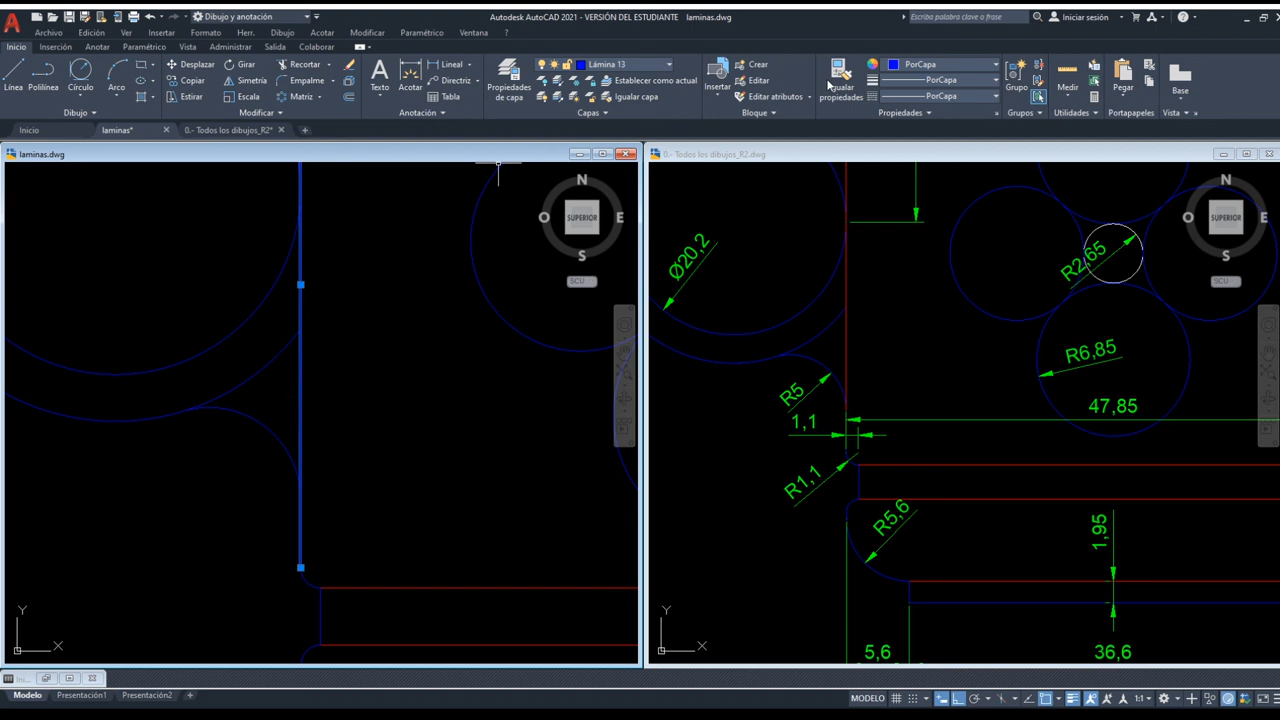 Dibujo y anotación
Autodesk AutoCAD 2021 - VERSIÓN DEL ESTUDIANTE laminas.dwg
Escriba palabra clave o frase
Iniciar sesión
Archivo Edición Ver Insertar Formato Herr. Dibujo Acotar Modificar Paramétrico Ventana ?
Inicio Inserción Anotar Paramétrico Vista Administrar Salida Colaborar
Línea Polilínea Círculo Arco
Desplazar Girar Recortar
Copiar Simetría Empalme
Estirar Escala Matriz
Texto Acotar
Lineal
Directriz
Tabla
Propiedades de capa
Lámina 13
Establecer como actual
Igualar capa
Insertar
Crear
Editar
Editar atributos
Igualar propiedades
PorCapa
PorCapa
PorCapa
Grupo
Medir
Pegar
Base
Dibujo Modificar Anotación Capas Bloque Propiedades Grupos Utilidades Portapapeles Vista
Inicio laminas* 0.- Todos los dibujos_R2*
laminas.dwg
N
O SUPERIOR E
S
SCU
Y
X
0.- Todos los dibujos_R2.dwg
N
O SUPERIOR E
S
SCU
Ø20,2
R2,65
R6,85
R5
1,1
47,85
R1,1
R5,6
1,95
5,6
36,6
Y
X
Ini...
Modelo Presentación1 Presentación2
MODELO
1:1